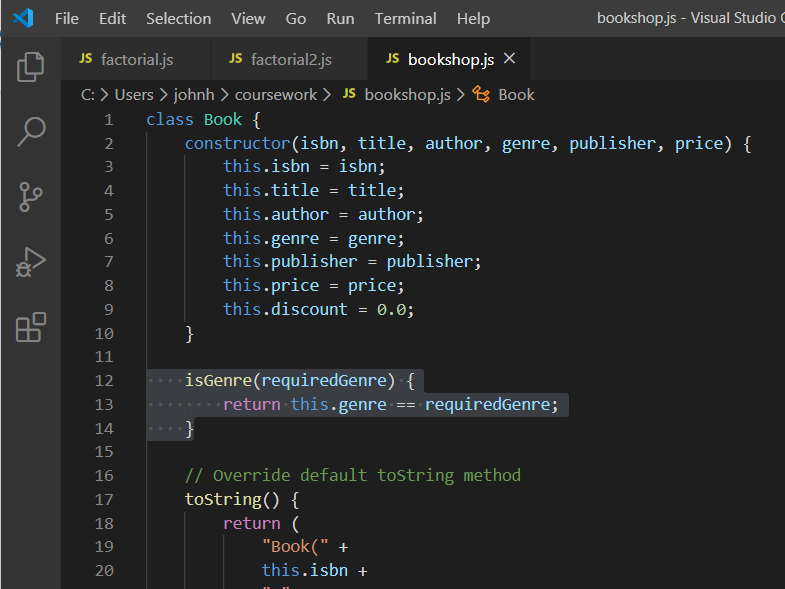 File Edit Selection View Go Run Terminal Help bookshop.js - Visual Studio
JS factorial.js JS factorial2.js JS bookshop.js ×
C: > Users > johnh > coursework > JS bookshop.js > Book
1 class Book {
2 constructor(isbn, title, author, genre, publisher, price) {
3 this.isbn = isbn;
4 this.title = title;
5 this.author = author;
6 this.genre = genre;
7 this.publisher = publisher;
8 this.price = price;
9 this.discount = 0.0;
10 }
11
12 isGenre(requiredGenre) {
13 return this.genre == requiredGenre;
14 }
15
16 // Override default toString method
17 toString() {
18 return (
19 "Book(" +
20 this.isbn +